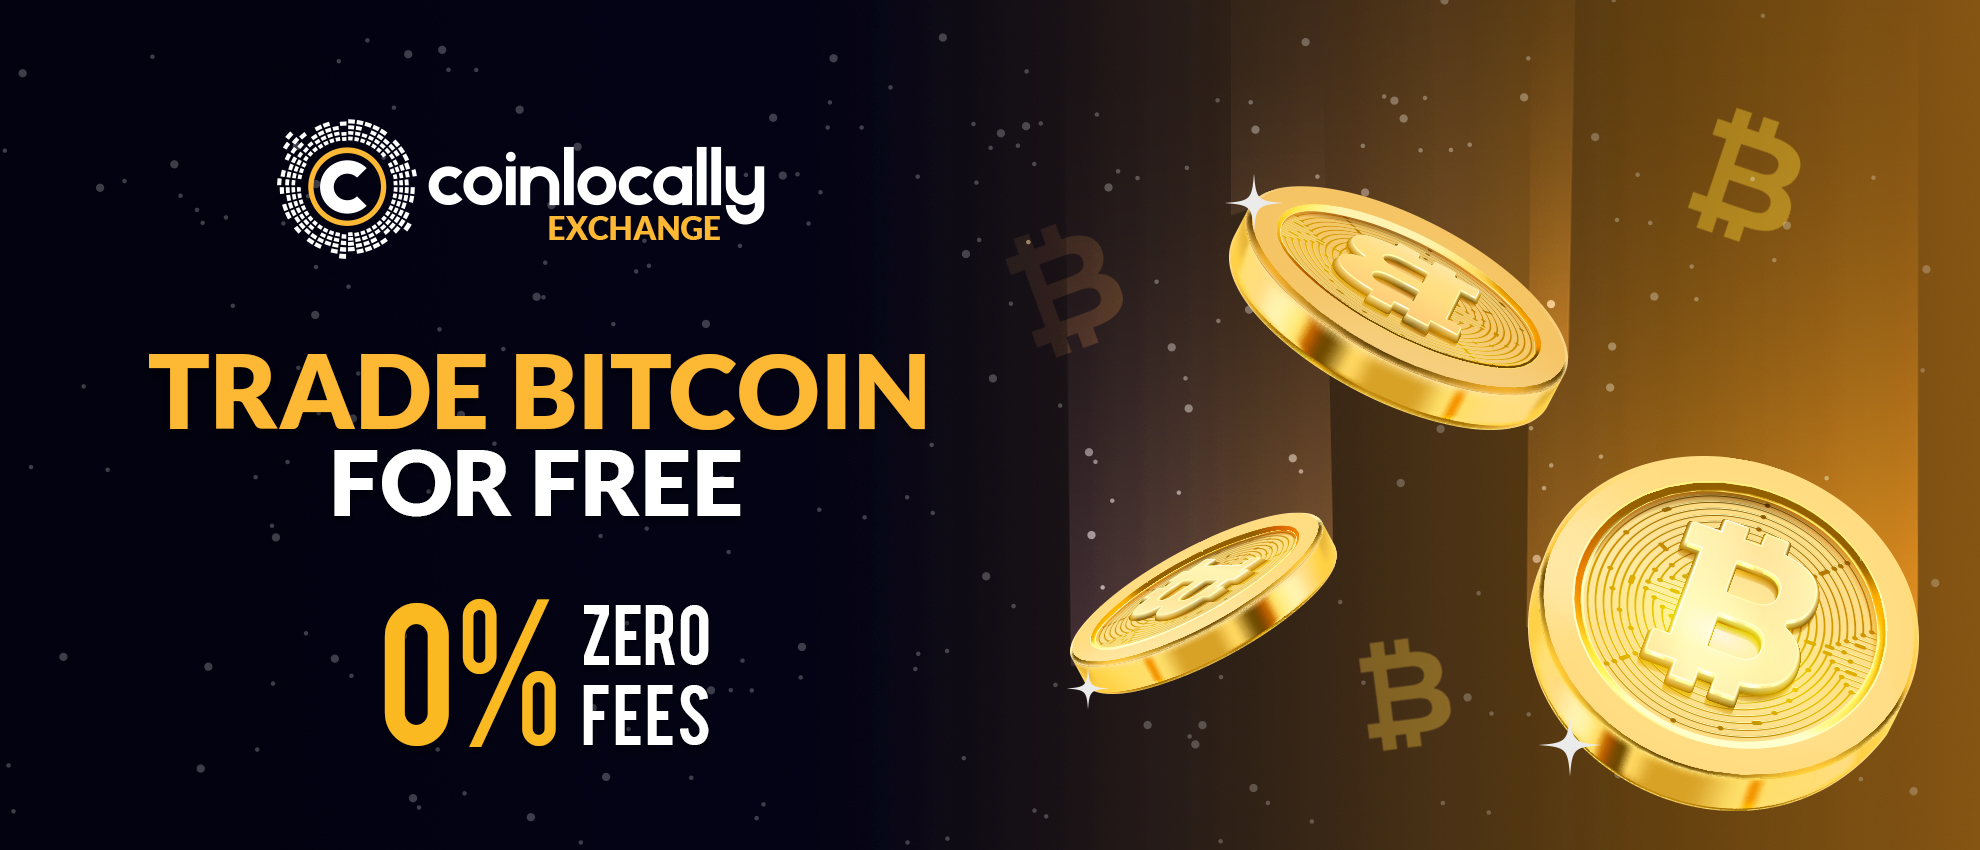 coinlocally
EXCHANGE
TRADE BITCOIN
FOR FREE
0% ZERO
FEES